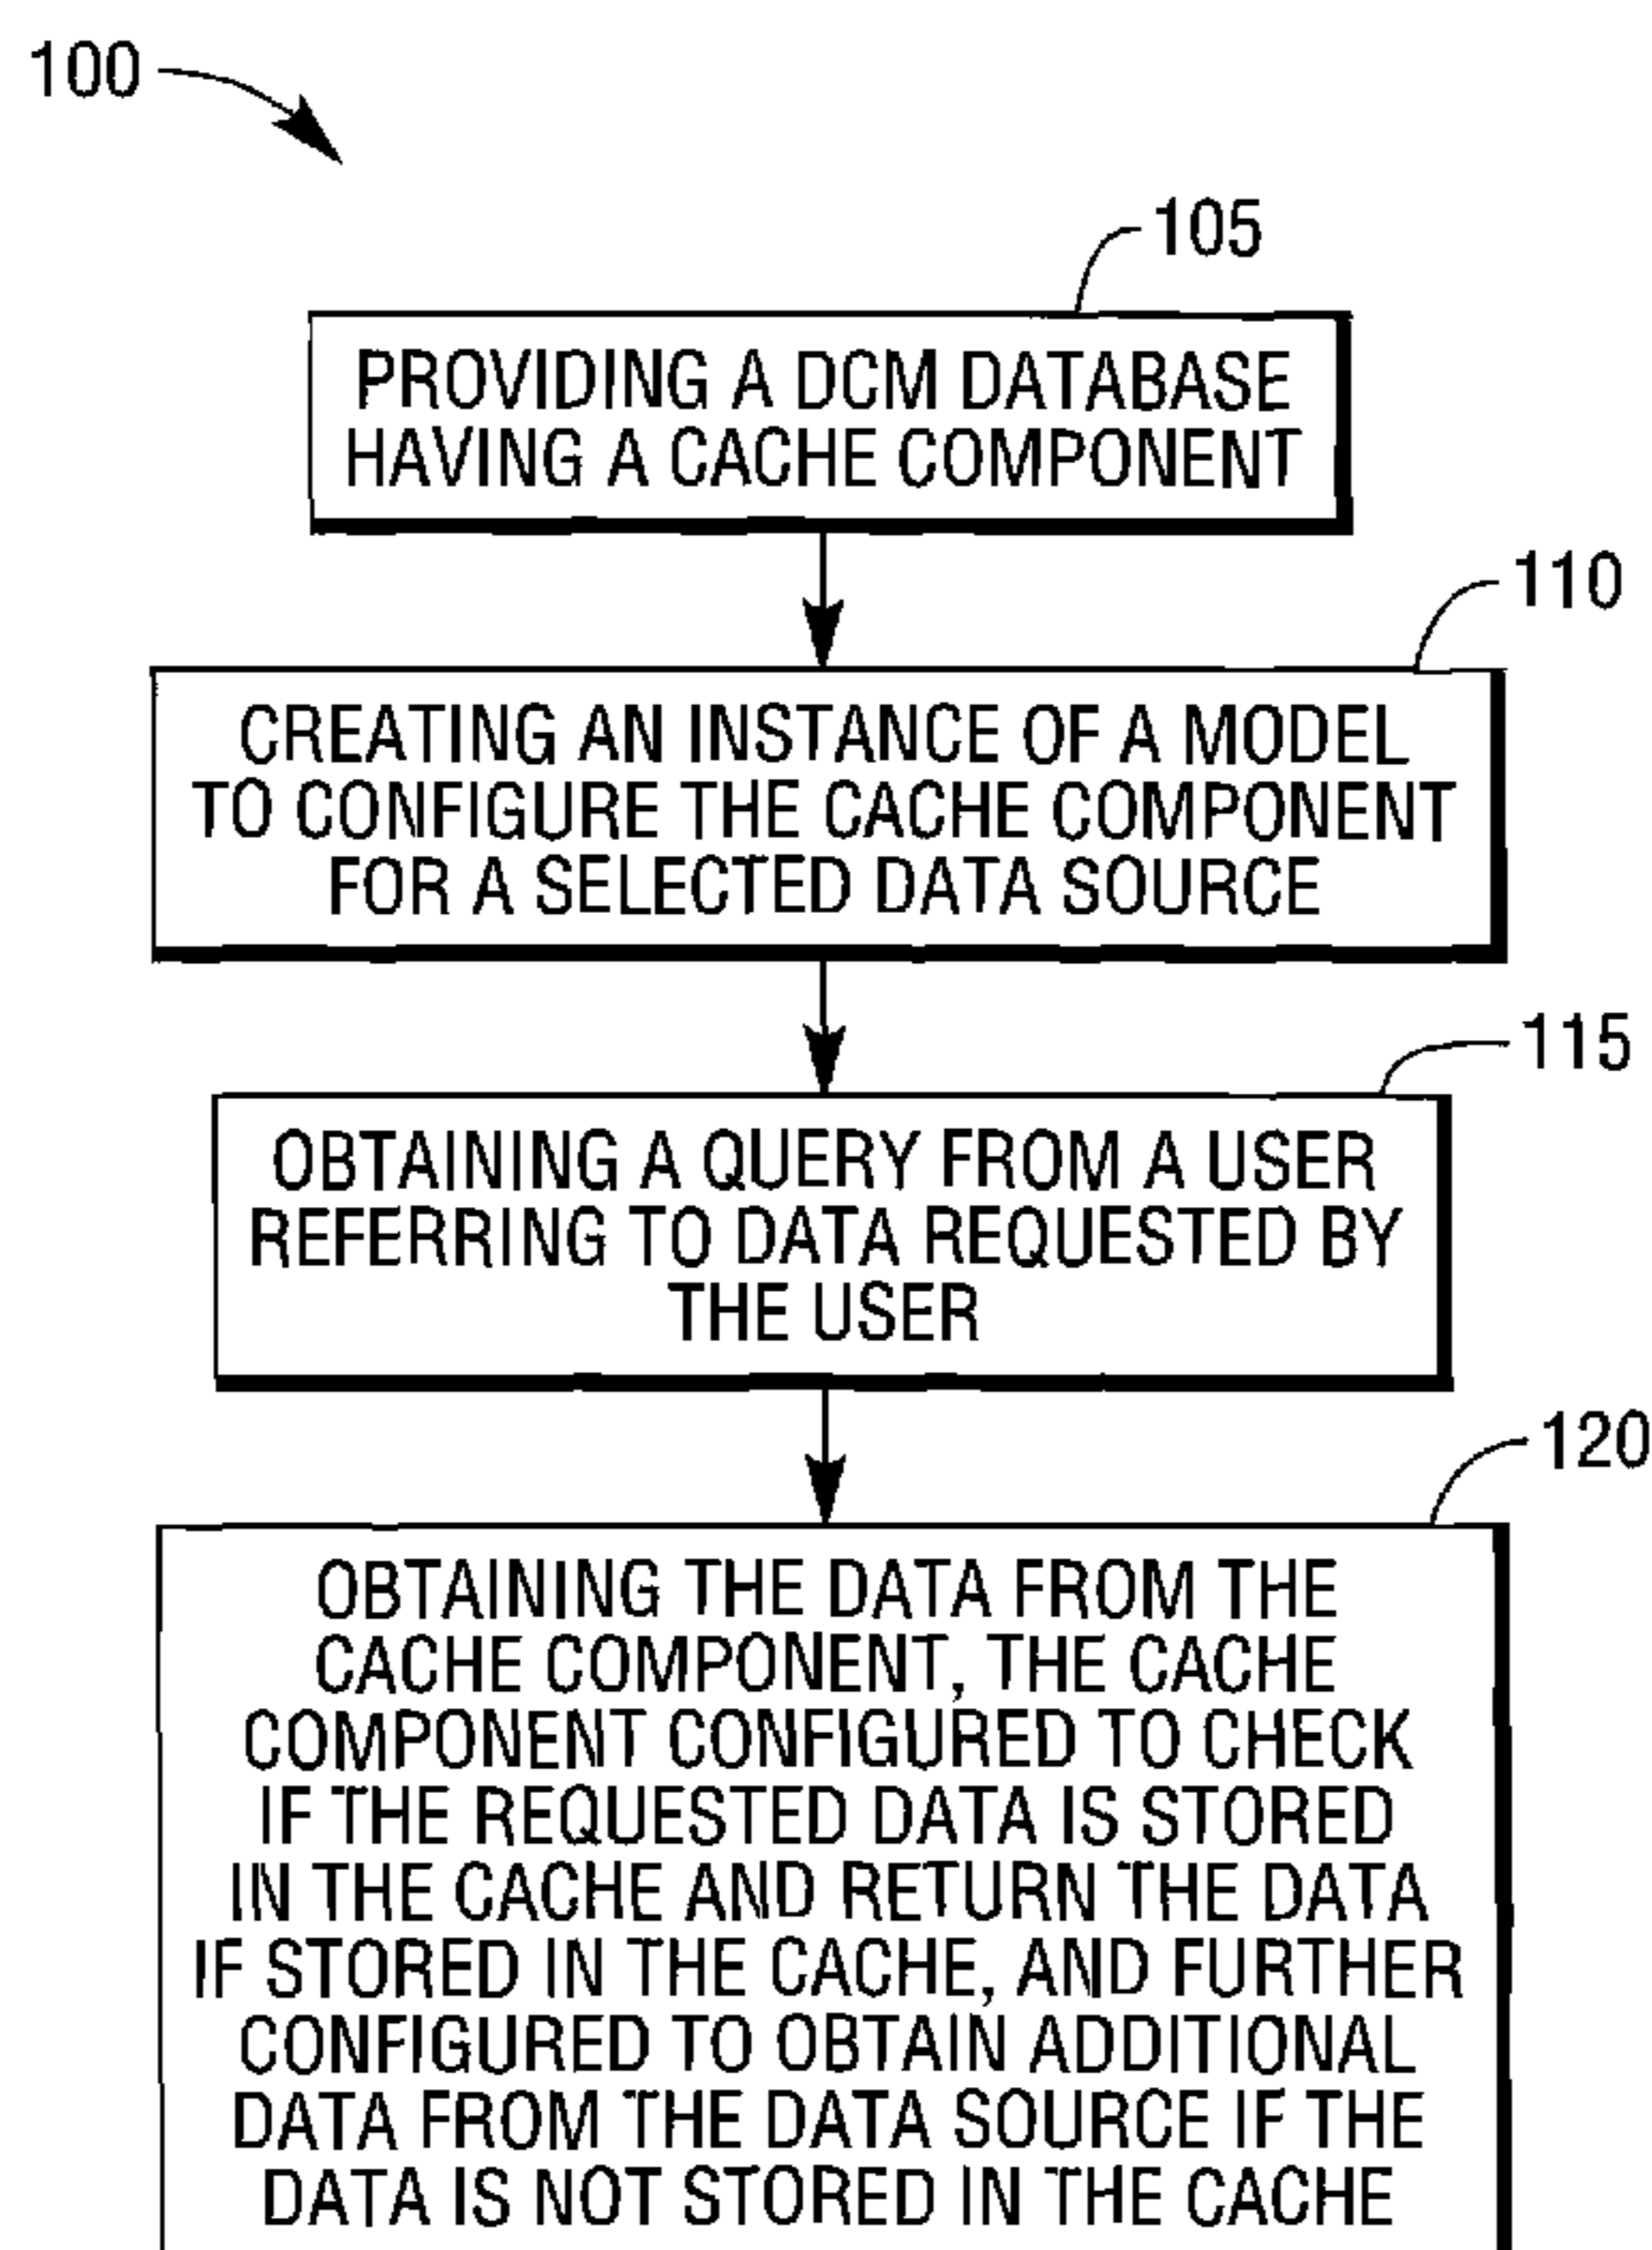 100
105
PROVIDING A DCM DATABASE
HAVING A CACHE COMPONENT
110
CREATING AN INSTANCE OF A MODEL
TO CONFIGURE THE CACHE COMPONENT
FOR A SELECTED DATA SOURCE
115
OBTAINING A QUERY FROM A USER
REFERRING TO DATA REQUESTED BY
THE USER
120
OBTAINING THE DATA FROM THE
CACHE COMPONENT, THE CACHE
COMPONENT CONFIGURED TO CHECK
IF THE REQUESTED DATA IS STORED
IN THE CACHE AND RETURN THE DATA
IF STORED IN THE CACHE, AND FURTHER
CONFIGURED TO OBTAIN ADDITIONAL
DATA FROM THE DATA SOURCE IF THE
DATA IS NOT STORED IN THE CACHE